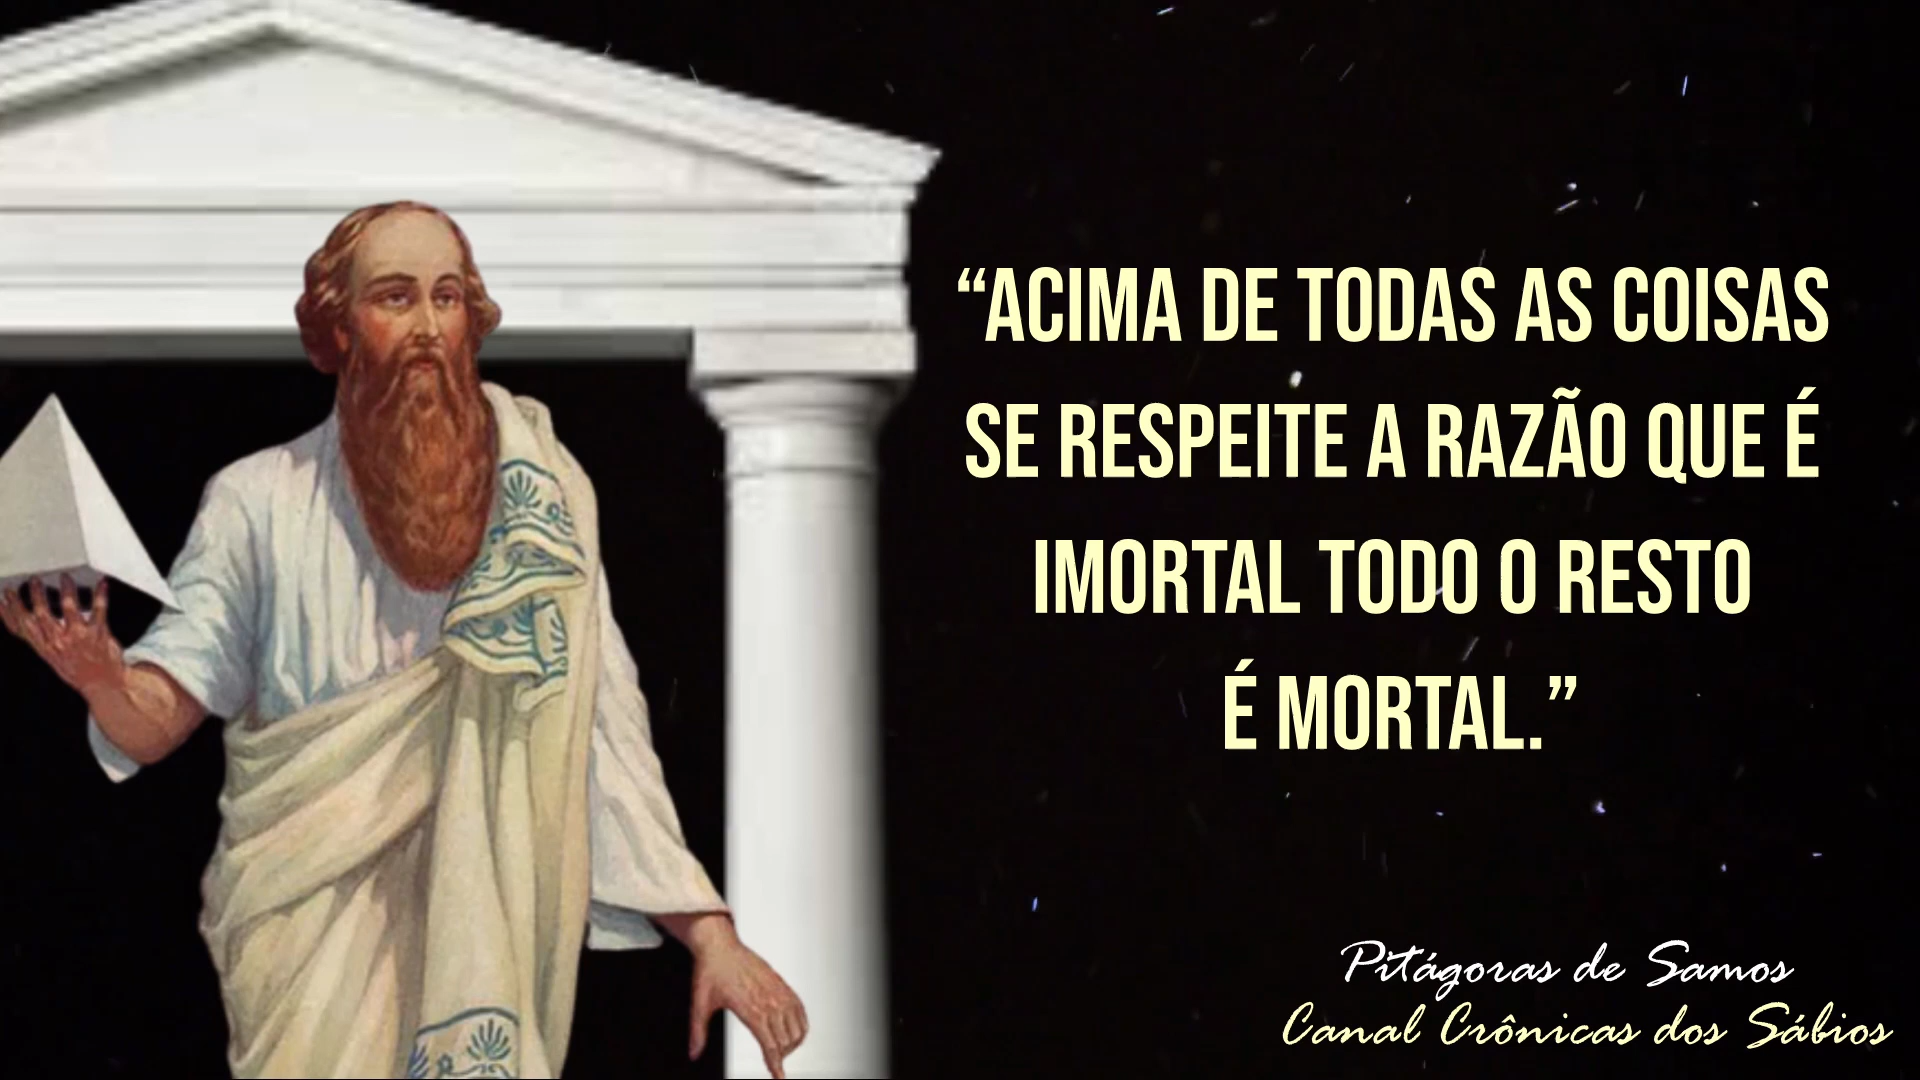 “ACIMA DE TODAS AS COISAS
SE RESPEITE A RAZÃO QUE É
IMORTAL TODO O RESTO
É MORTAL.”
Pitágoras de Samos
Canal Crônicas dos Sábios